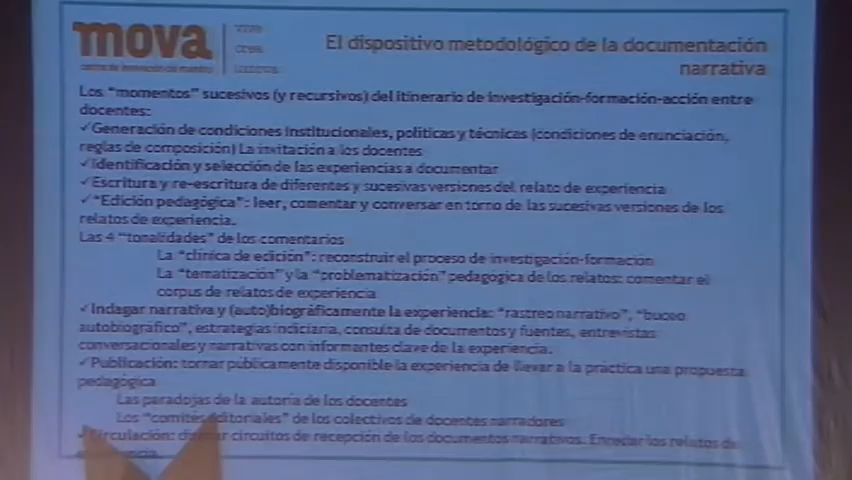 mova
El dispositivo metodológico de la documentación
narrativa
Los "momentos" sucesivos (y recursivos) del itinerario de investigación-formación-acción entre
docentes:
✓Generación de condiciones institucionales, políticas y técnicas (condiciones de enunciación,
reglas de composición) La invitación a los docentes
✓Identificación y selección de las experiencias a documentar
✓Escritura y re-escritura de diferentes y sucesivas versiones del relato de experiencia
✓"Edición pedagógica": leer, comentar y conversar en torno de las sucesivas versiones de los
relatos de experiencia.
Las 4 "tonalidades" de los comentarios
La "clínica de edición": reconstruir el proceso de investigación-formación
La "tematización" y la "problematización" pedagógica de los relatos: comentar el
corpus de relatos de experiencia
✓Indagar narrativa y (auto)biográficamente la experiencia: "rastreo narrativo", "buceo
autobiográfico", estrategias indiciaria, consulta de documentos y fuentes, entrevistas
conversacionales y narrativas con informantes clave de la experiencia.
✓Publicación: tornar públicamente disponible la experiencia de llevar a la práctica una propuesta
pedagógica
Las paradojas de la autoría de los docentes
Los "comités editoriales" de los colectivos de docentes narradores
circuitos de recepción de los documentos narrativos. Enredar los relatos de